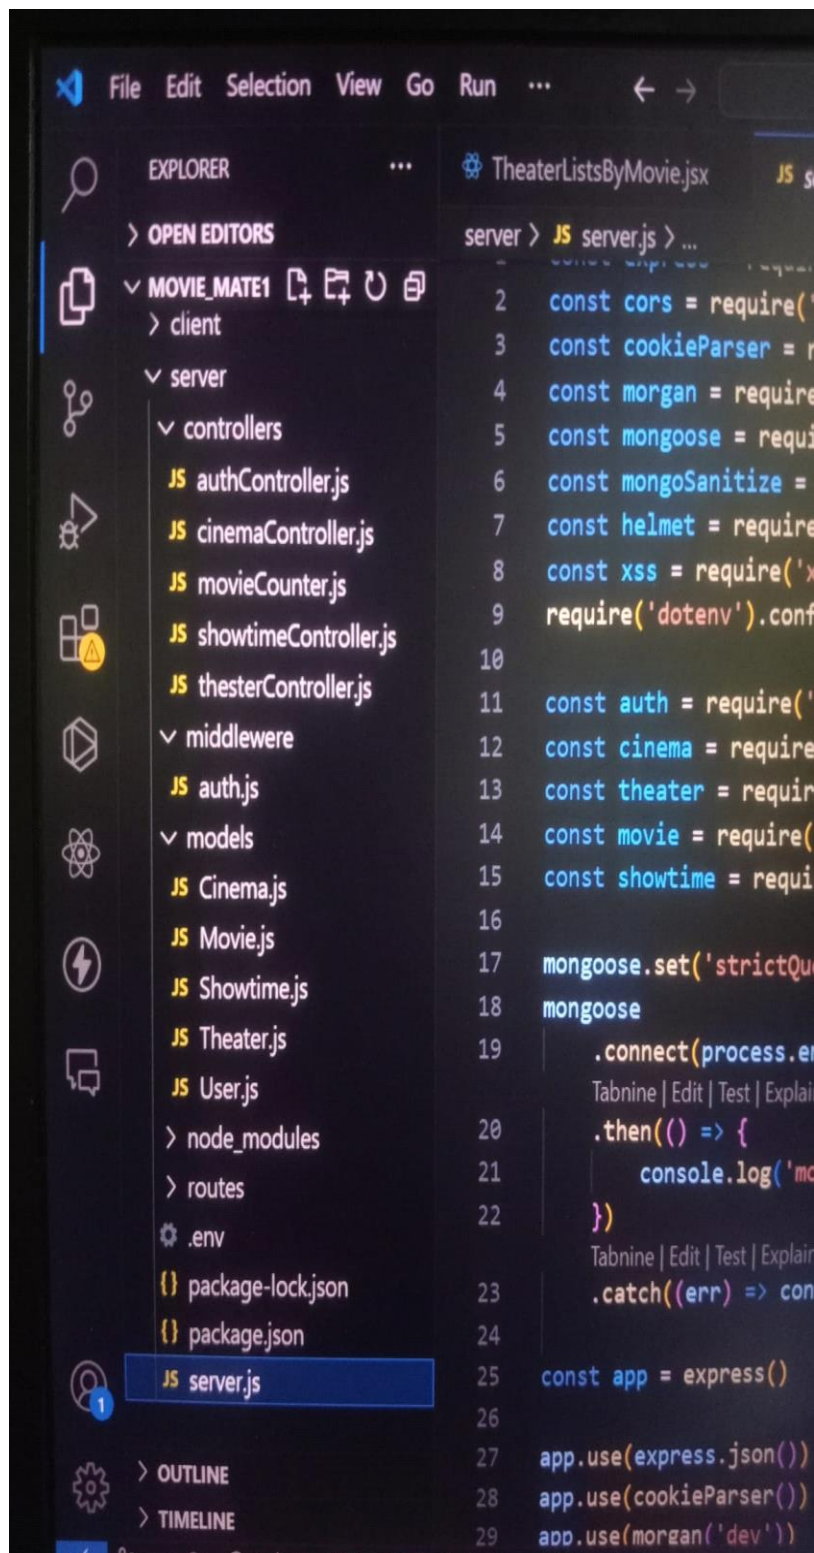 File Edit Selection View Go Run ...
EXPLORER ...
> OPEN EDITORS
MOVIE_MATE1
> client
server
controllers
JS authController.js
JS cinemaController.js
JS movieCounter.js
JS showtimeController.js
JS thesterController.js
middlewere
JS auth.js
models
JS Cinema.js
JS Movie.js
JS Showtime.js
JS Theater.js
JS User.js
> node_modules
> routes
.env
{} package-lock.json
{} package.json
JS server.js
1
> OUTLINE
> TIMELINE
TheaterListsByMovie.jsx JS
server > JS server.js > ...
2 const cors = require('
3 const cookieParser =
4 const morgan = require
5 const mongoose =
6 const mongoSanitize =
7 const helmet = require
8 const xss = require('x
9 require('dotenv').conf
10
11 const auth = require('
12 const cinema = require
13 const theater =
14 const movie = require(
15 const showtime =
16
17 mongoose.set('strictQu
18 mongoose
19 .connect(process.en
Tabnine | Edit | Test | Explain
20 .then(() => {
21 console.log('mo
22 })
Tabnine | Edit | Test | Explain
23 .catch((err) => con
24
25 const app = express()
26
27 app.use(express.json())
28 app.use(cookieParser())
29 app.use(morgan('dev'))